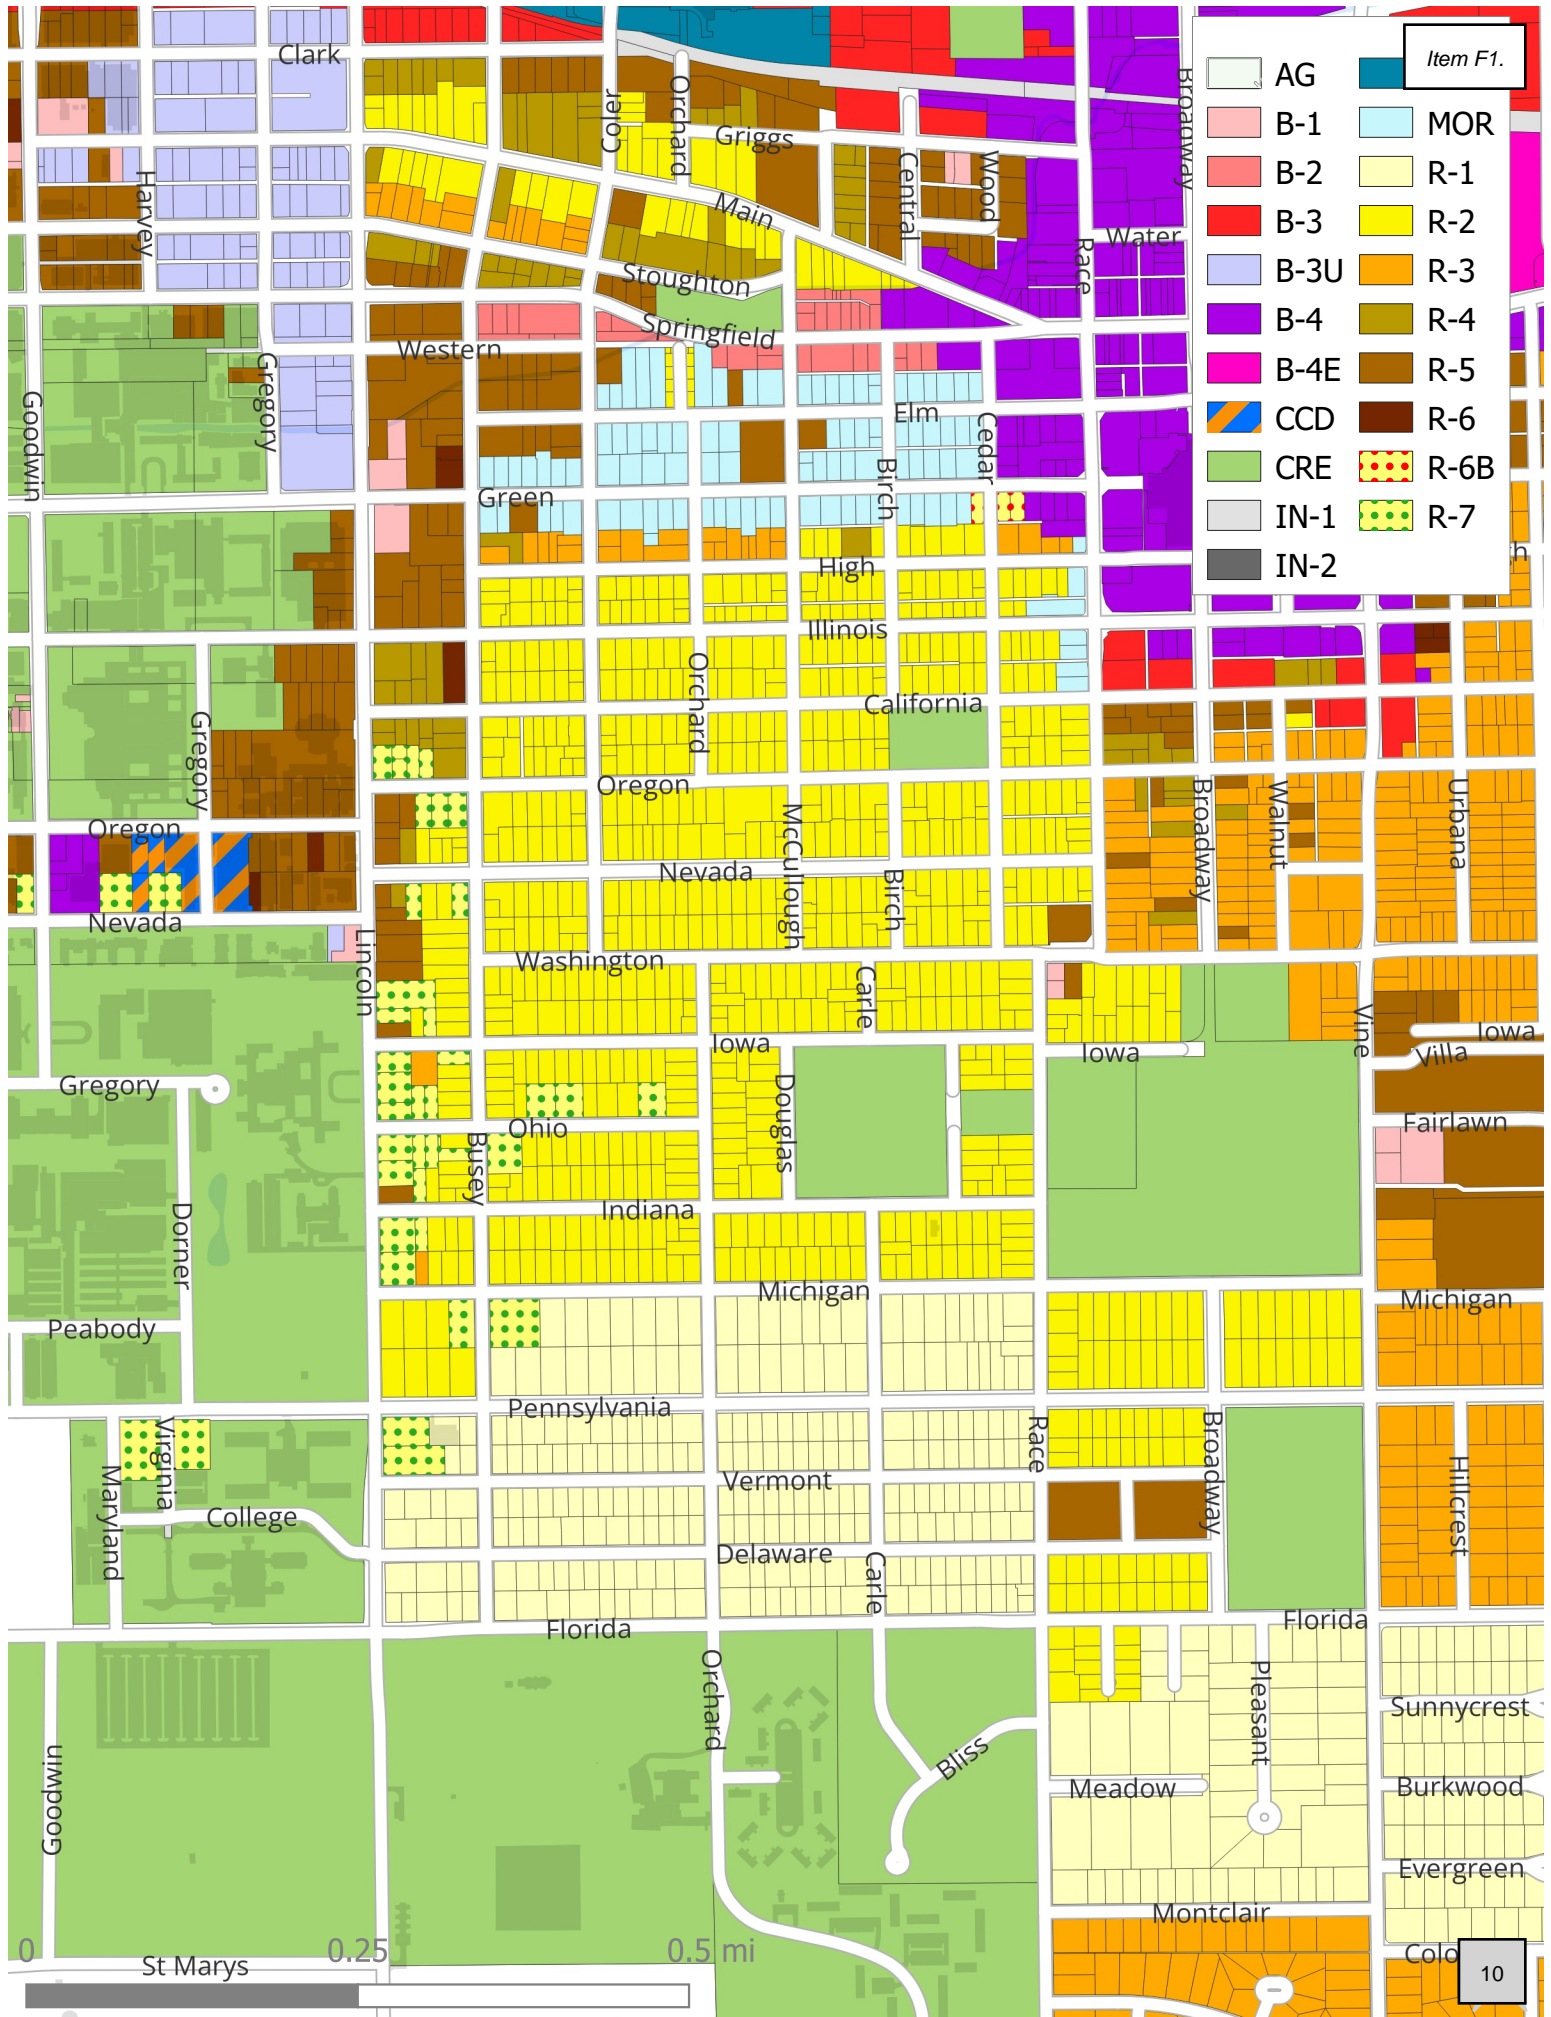 Item F1.
AG
B-1
MOR
B-2
R-1
B-3
R-2
B-3U
R-3
B-4
R-4
B-4E
R-5
CCD
R-6
CRE
R-6B
IN-1
R-7
IN-2
Clark
Coler
Orchard
Griggs
Broadway
Harvey
Main
Central
Wood
Race
Water
Stoughton
Springfield
Western
Gregory
Goodwin
Elm
Cedar
Birch
Green
High
Illinois
Orchard
California
Gregory
Oregon
McCullough
Broadway
Walnut
Urbana
Oregon
Nevada
Birch
Nevada
Lincoln
Washington
Carle
Vine
Iowa
Iowa
Iowa
Villa
Gregory
Douglas
Ohio
Busey
Fairlawn
Dorner
Indiana
Michigan
Michigan
Peabody
Pennsylvania
Race
Broadway
Virginia
Maryland
Vermont
Hillcrest
College
Delaware
Carle
Florida
Florida
Orchard
Pleasant
Sunnycrest
Goodwin
Bliss
Meadow
Burkwood
Evergreen
Montclair
0
0.25
0.5 mi
St Marys
10